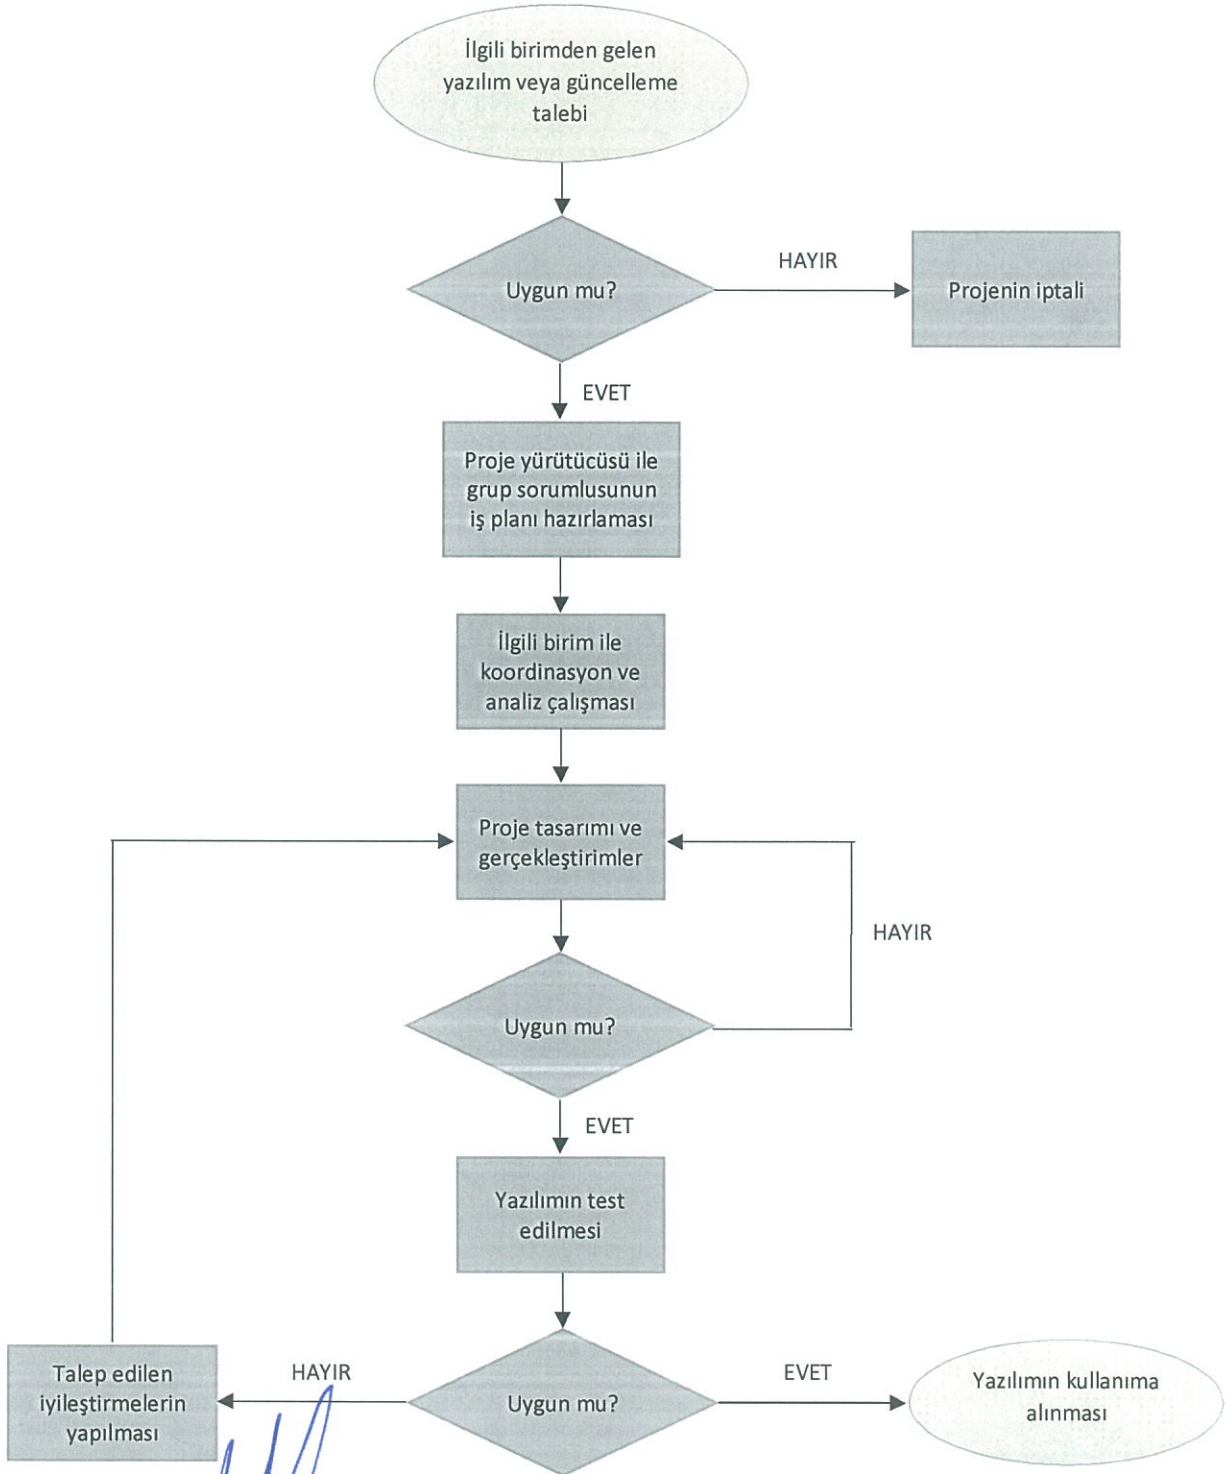 İlgili birimden gelen
yazılım veya güncelleme
talebi
Uygun mu?
HAYIR
Projenin iptali
EVET
Proje yürütücüsü ile
grup sorumlusunun
iş planı hazırlaması
İlgili birim ile
koordinasyon ve
analiz çalışması
Proje tasarımı ve
gerçekleştirimler
HAYIR
Uygun mu?
EVET
Yazılımın test
edilmesi
Talep edilen
iyileştirmelerin
yapılması
HAYIR
Uygun mu?
EVET
Yazılımın kullanıma
alınması